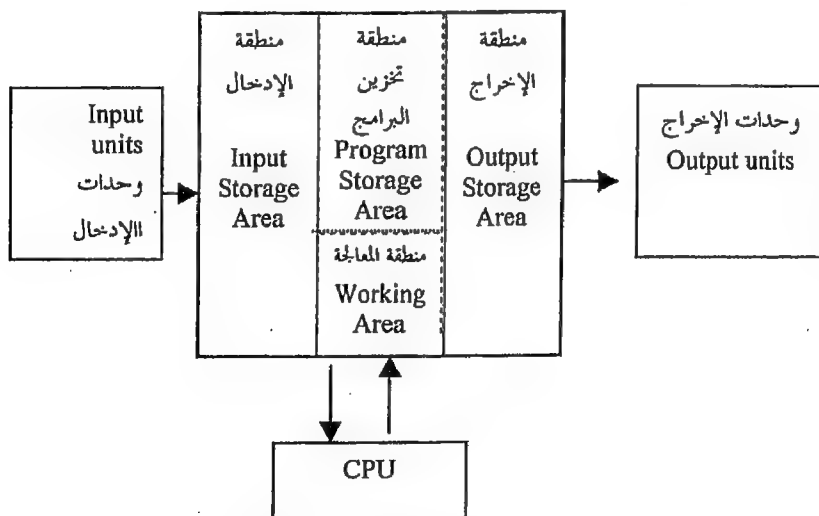 Input
units
وحدات
االإدخال
منطقة
الإدخال
Input
Storage
Area
منطقة
تخزين
البرامج
Program
Storage
Area
منطقة المعالجة
Working
Area
منطقة
الإخراج
Output
Storage
Area
وحدات الإخراج
Output units
CPU